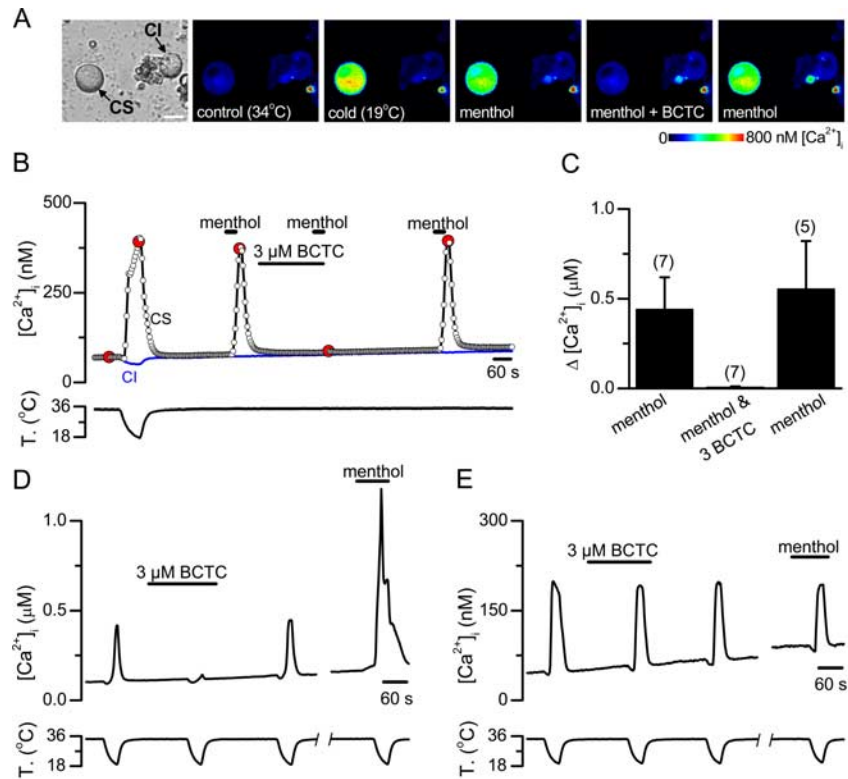 A
CI
CS
control (34°C)
cold (19°C)
menthol
menthol + BCTC
menthol
0 800 nM [Ca²⁺]ᵢ
B
500
250
0
[Ca²⁺]ᵢ (nM)
menthol
menthol
menthol
3 µM BCTC
CS
CI
60 s
36
18
T. (°C)
C
1.0
0.5
0.0
Δ [Ca²⁺]ᵢ (µM)
(7)
(7)
(5)
menthol
menthol &
3 BCTC
menthol
D
1.0
0.5
0.0
[Ca²⁺]ᵢ (µM)
3 µM BCTC
menthol
60 s
36
18
T. (°C)
E
300
150
0
[Ca²⁺]ᵢ (nM)
3 µM BCTC
menthol
60 s
36
18
T. (°C)